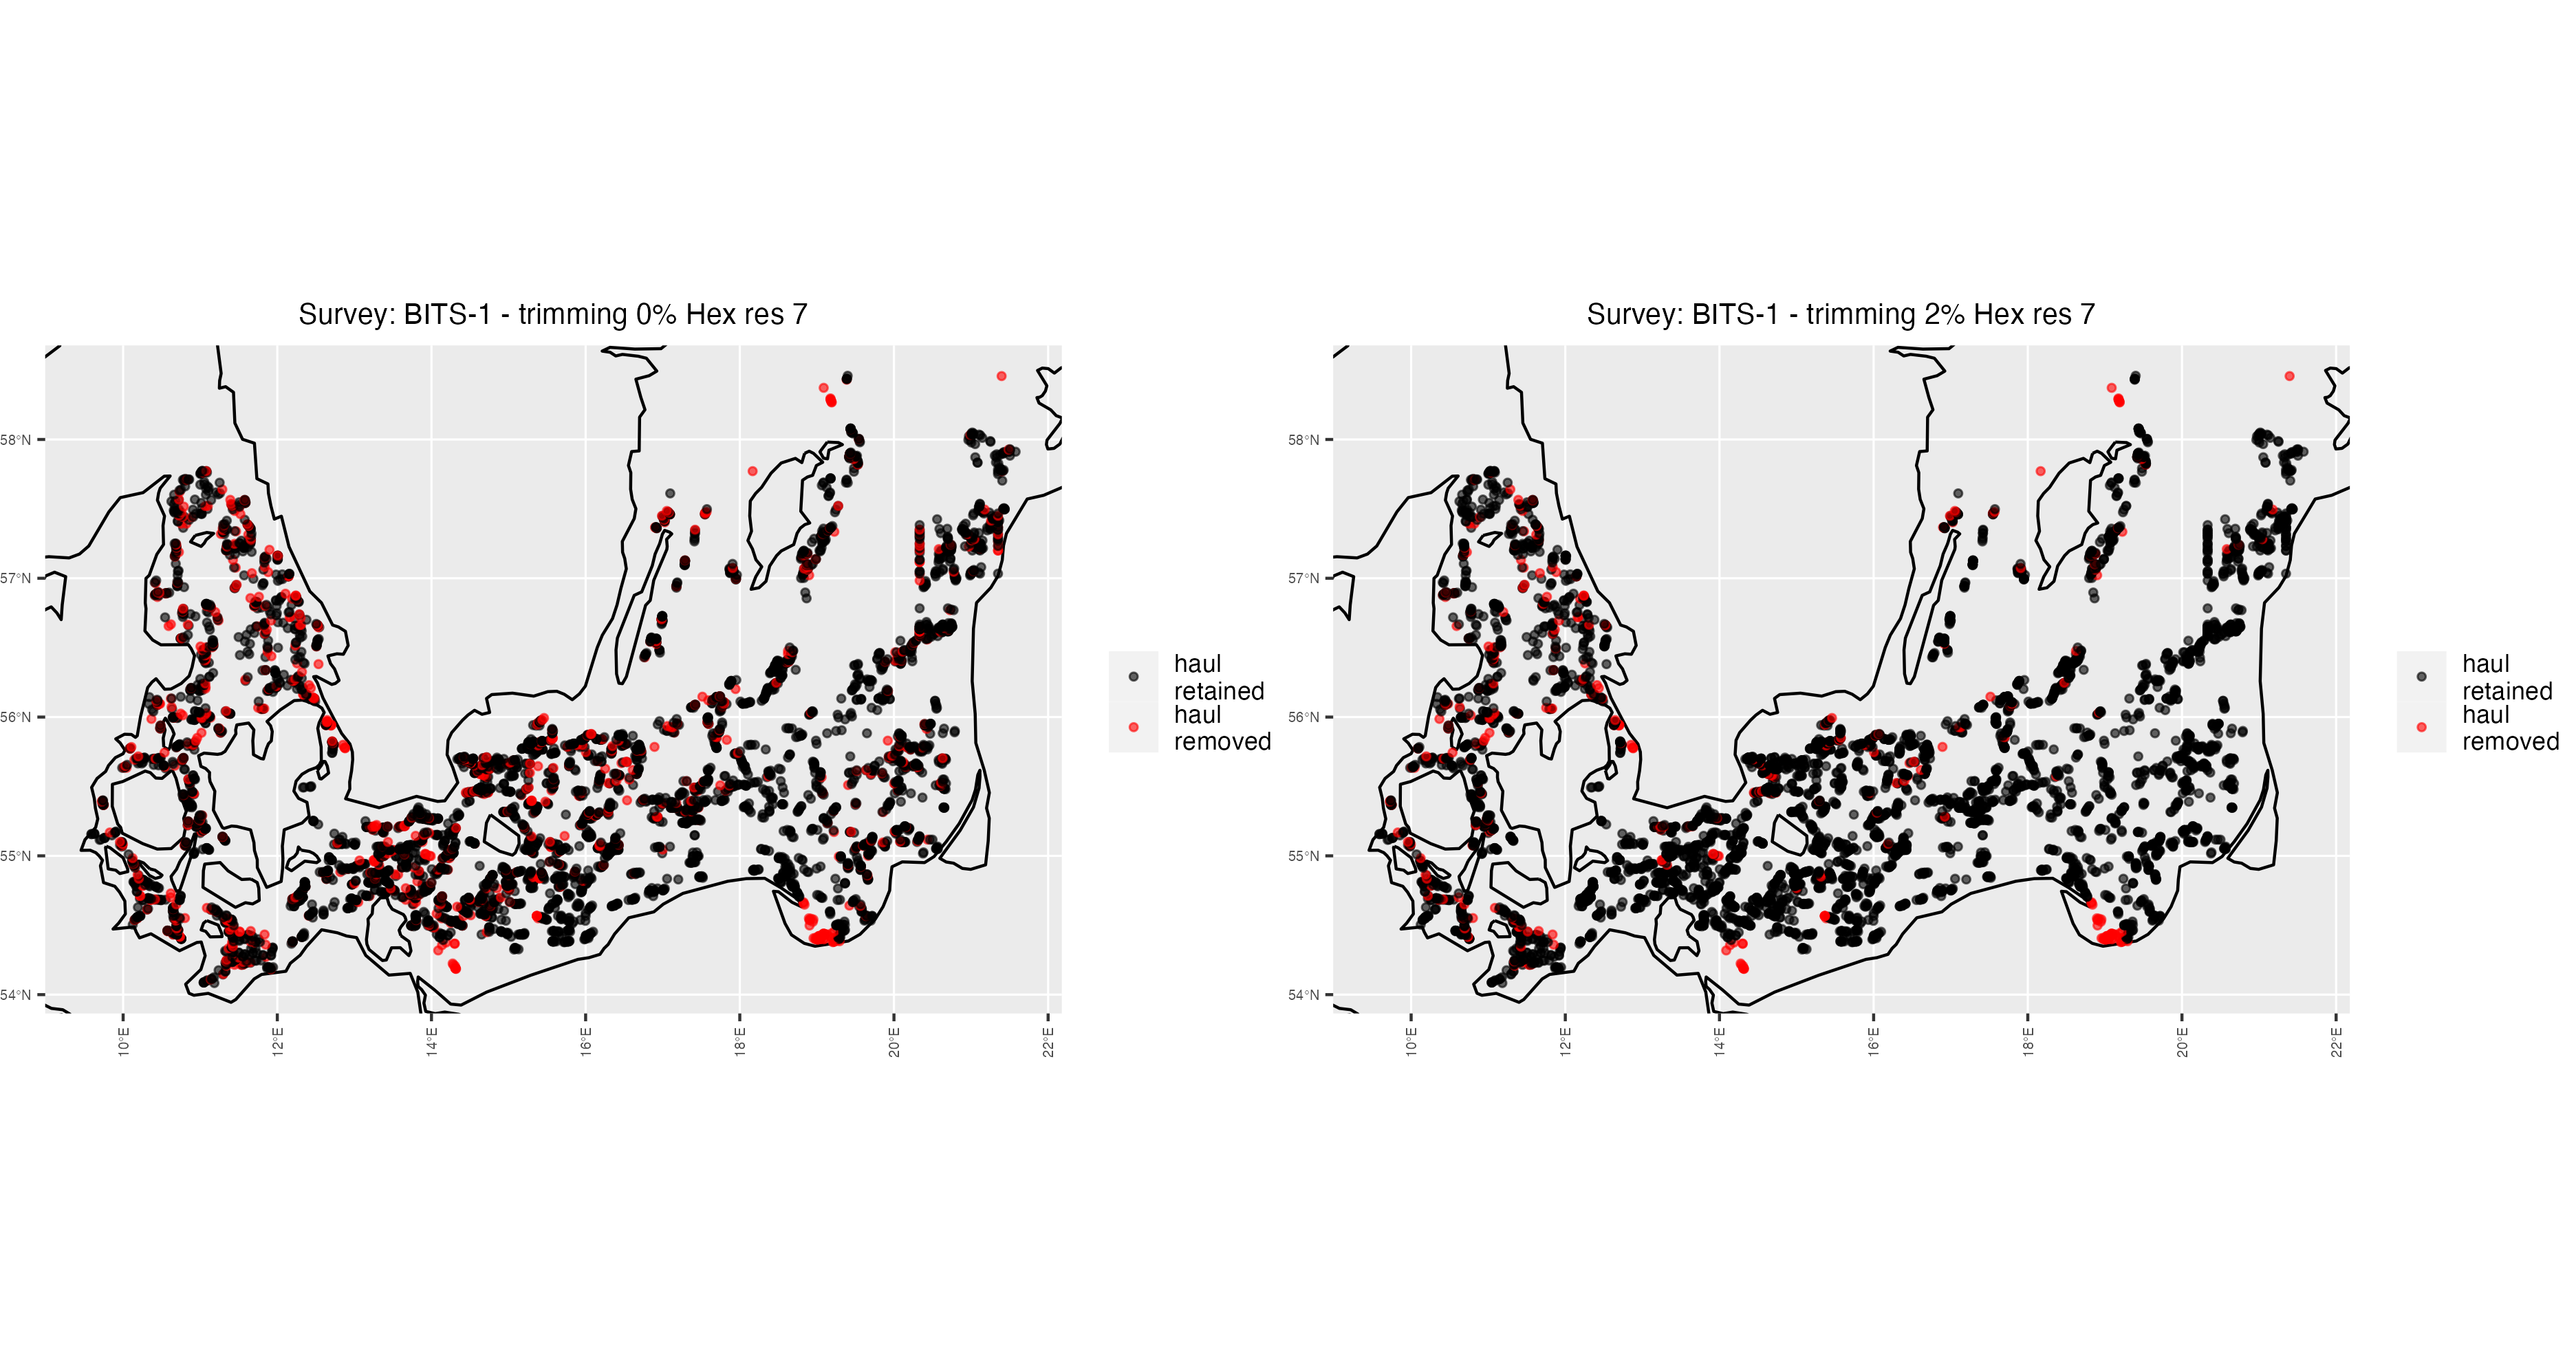 Survey: BITS-1 - trimming 0% Hex res 7
58°N
57°N
56°N
55°N
54°N
10°E
12°E
14°E
16°E
18°E
20°E
22°E
haul
retained
haul
removed
Survey: BITS-1 - trimming 2% Hex res 7
58°N
57°N
56°N
55°N
54°N
10°E
12°E
14°E
16°E
18°E
20°E
22°E
haul
retained
haul
removed